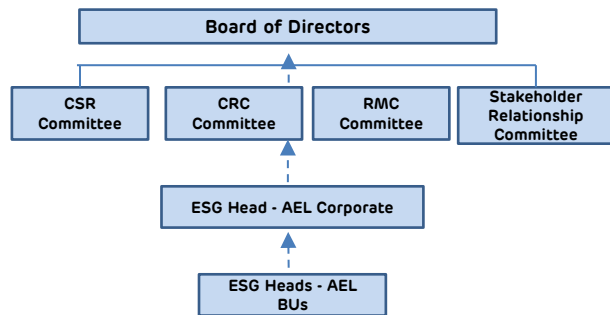 Board of Directors
CSR
Committee
CRC
Committee
RMC
Committee
Stakeholder
Relationship
Committee
ESG Head - AEL Corporate
ESG Heads - AEL
BUs